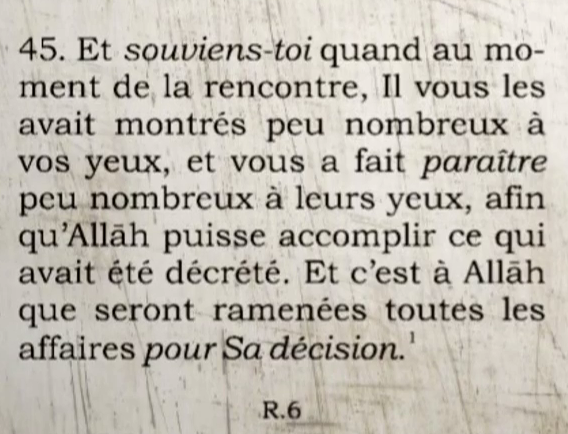 45. Et souviens-toi quand au mo-
ment de la rencontre, Il vous les
avait montrés peu nombreux à
vos yeux, et vous a fait paraître
peu nombreux à leurs yeux, afin
qu'Allāh puisse accomplir ce qui
avait été décrété. Et c'est à Allāh
que seront ramenées toutes les
affaires pour Sa décision.¹
R.6